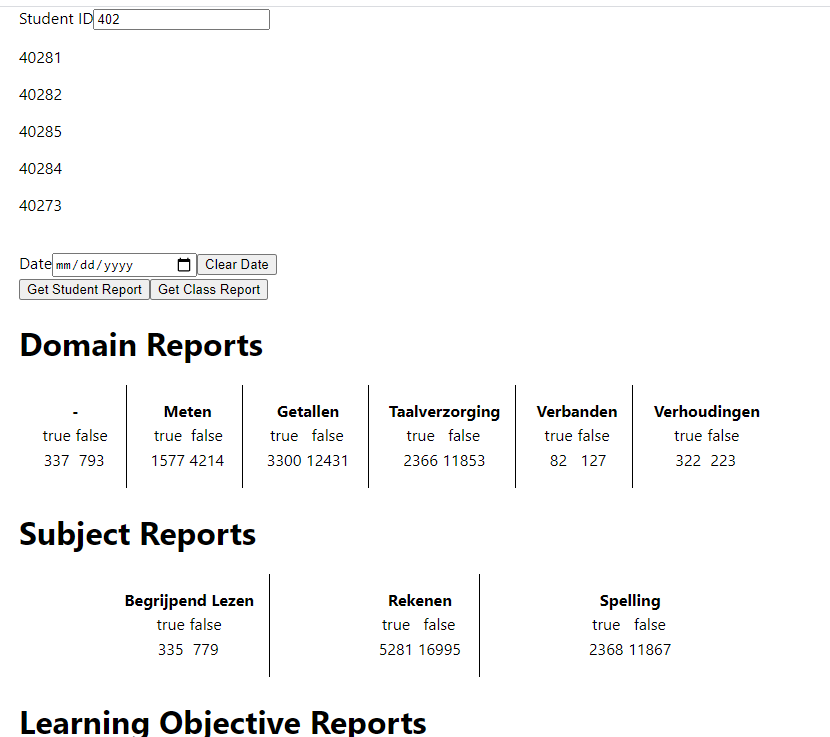 Student ID 402
40281
40282
40285
40284
40273
Date mm/dd/yyyy Clear Date
Get Student Report Get Class Report
Domain Reports
- Meten Getallen Taalverzorging Verbanden Verhoudingen
true false true false true false true false true false true false
337 793 1577 4214 3300 12431 2366 11853 82 127 322 223
Subject Reports
Begrijpend Lezen Rekenen Spelling
true false true false true false
335 779 5281 16995 2368 11867
Learning Objective Reports